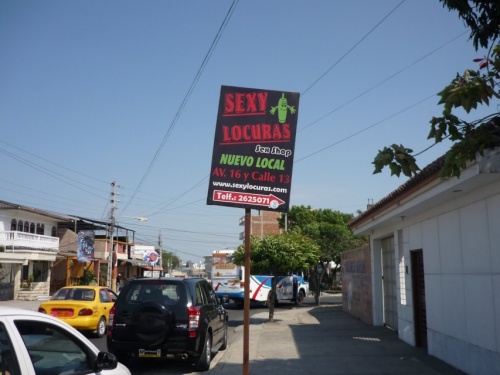 SEXY
LOCURAS
Sex Shop
NUEVO LOCAL
AV. 16 y Calle 13
www.sexylocuras.com
Telf.: 2625071